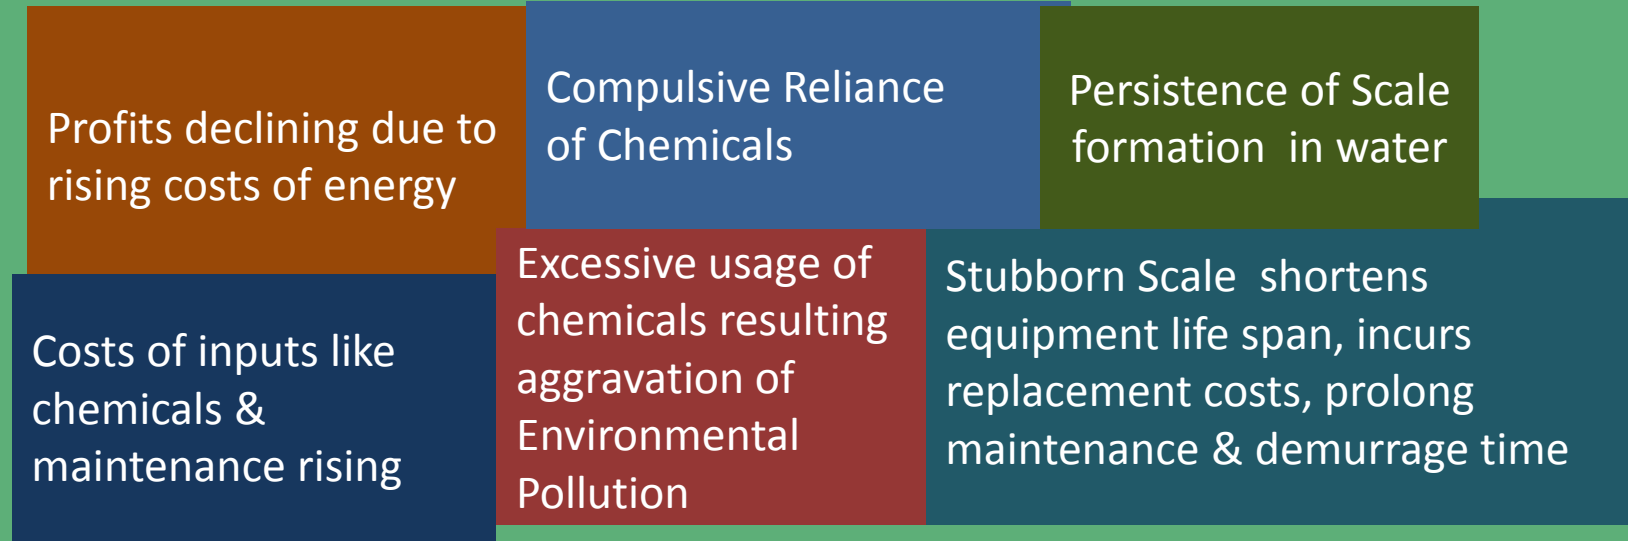 Profits declining due to
rising costs of energy
Compulsive Reliance
of Chemicals
Persistence of Scale
formation  in water
Costs of inputs like
chemicals &
maintenance rising
Excessive usage of
chemicals resulting
aggravation of
Environmental
Pollution
Stubborn Scale  shortens
equipment life span, incurs
replacement costs, prolong
maintenance & demurrage time